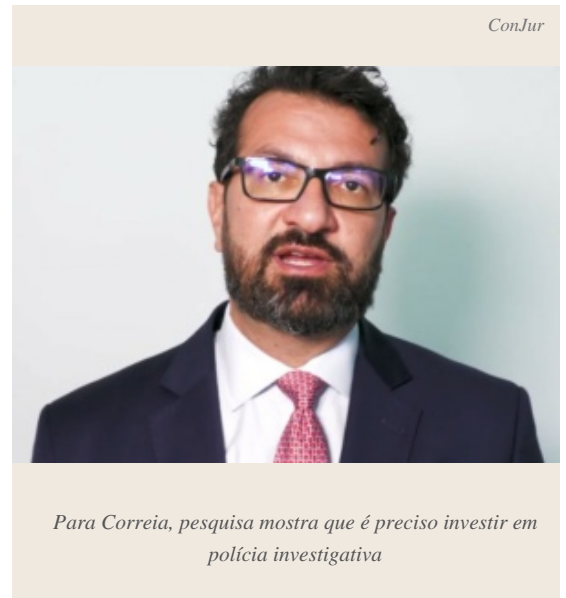 ConJur
Para Correia, pesquisa mostra que é preciso investir em
polícia investigativa